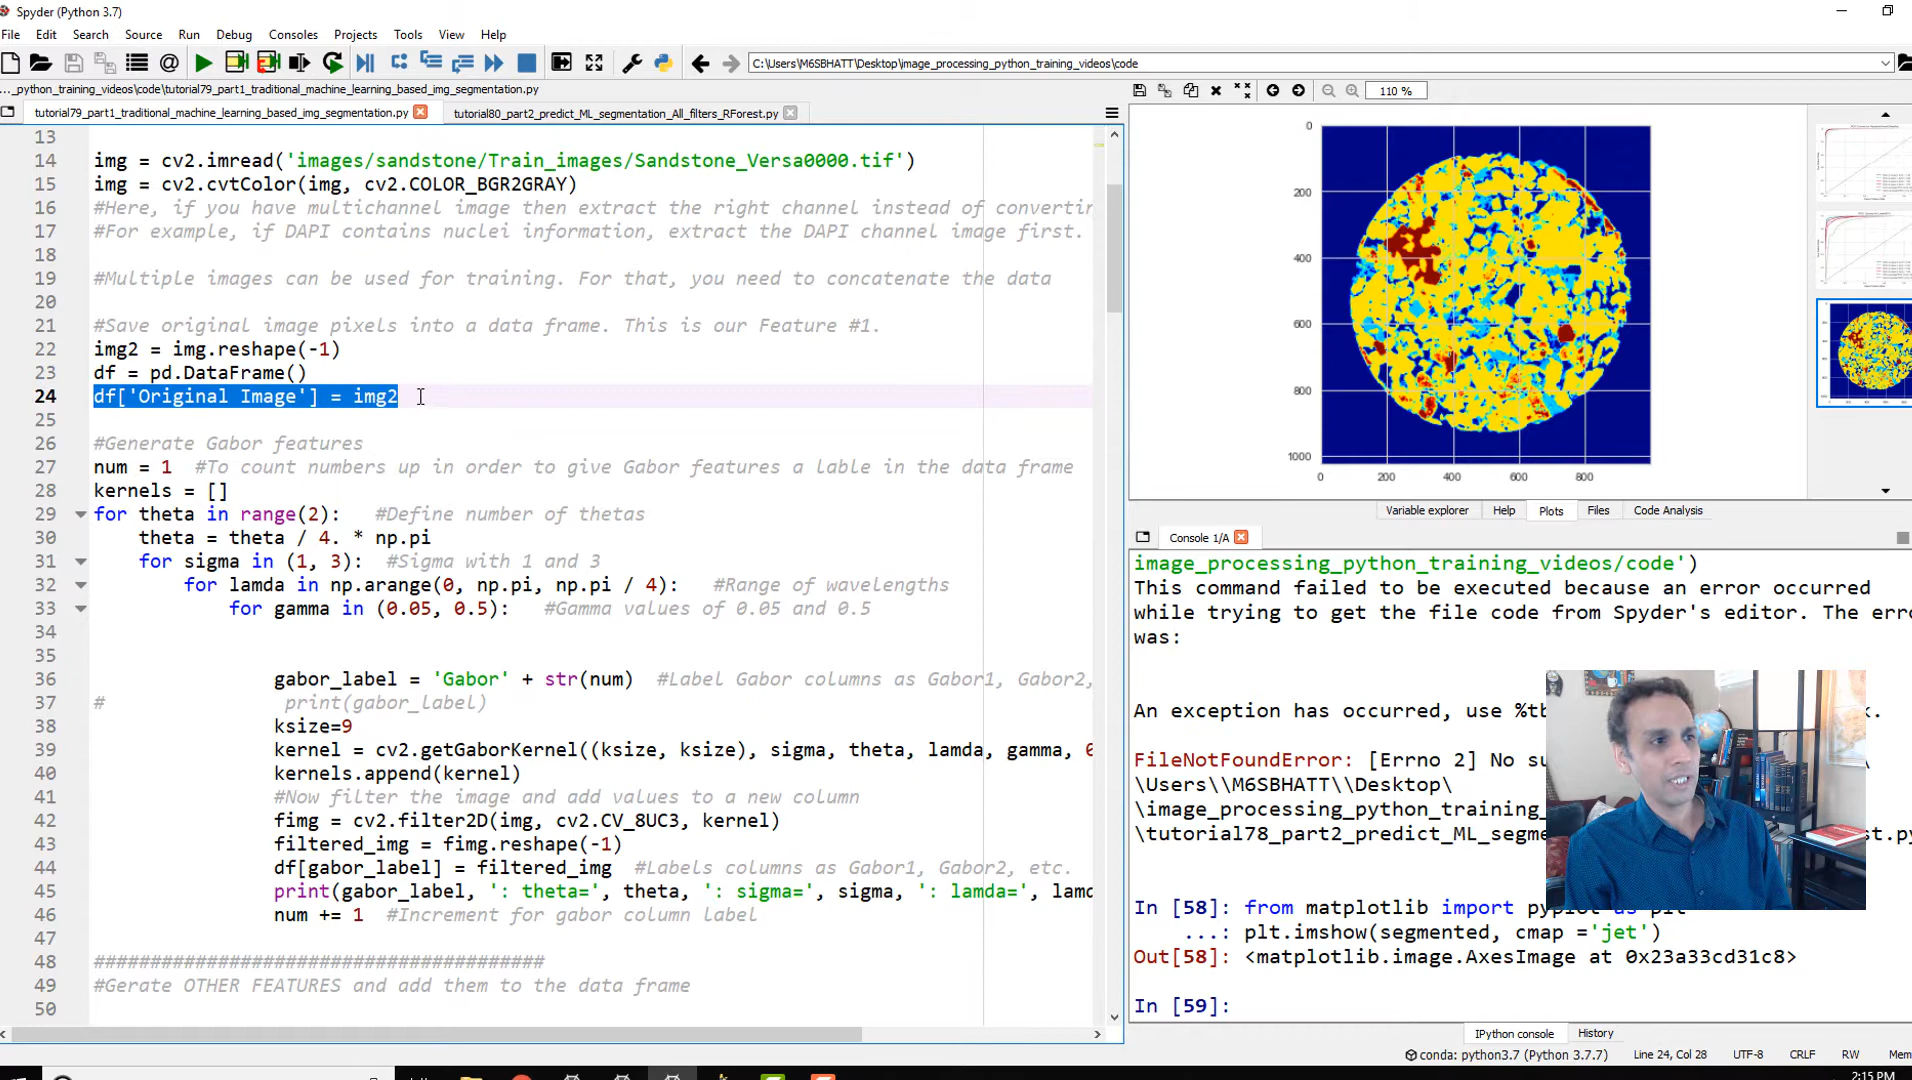 Spyder (Python 3.7)
File Edit Search Source Run Debug Consoles Projects Tools View Help
C:\Users\M6SBHATT\Desktop\image_processing_python_training_videos\code
..._python_training_videos\code\tutorial79_part1_traditional_machine_learning_based_img_segmentation.py
tutorial79_part1_traditional_machine_learning_based_img_segmentation.py
tutorial80_part2_predict_ML_segmentation_All_filters_RForest.py
13
14 img = cv2.imread('images/sandstone/Train_images/Sandstone_Versa0000.tif')
15 img = cv2.cvtColor(img, cv2.COLOR_BGR2GRAY)
16 #Here, if you have multichannel image then extract the right channel instead of convertin
17 #For example, if DAPI contains nuclei information, extract the DAPI channel image first.
18
19 #Multiple images can be used for training. For that, you need to concatenate the data
20
21 #Save original image pixels into a data frame. This is our Feature #1.
22 img2 = img.reshape(-1)
23 df = pd.DataFrame()
24 df['Original Image'] = img2
25
26 #Generate Gabor features
27 num = 1  #To count numbers up in order to give Gabor features a lable in the data frame
28 kernels = []
29 for theta in range(2):   #Define number of thetas
30 theta = theta / 4. * np.pi
31 for sigma in (1, 3):  #Sigma with 1 and 3
32 for lamda in np.arange(0, np.pi, np.pi / 4):   #Range of wavelengths
33 for gamma in (0.05, 0.5):   #Gamma values of 0.05 and 0.5
34
35
36 gabor_label = 'Gabor' + str(num)  #Label Gabor columns as Gabor1, Gabor2,
37 # print(gabor_label)
38 ksize=9
39 kernel = cv2.getGaborKernel((ksize, ksize), sigma, theta, lamda, gamma, 0
40 kernels.append(kernel)
41 #Now filter the image and add values to a new column
42 fimg = cv2.filter2D(img, cv2.CV_8UC3, kernel)
43 filtered_img = fimg.reshape(-1)
44 df[gabor_label] = filtered_img  #Labels columns as Gabor1, Gabor2, etc.
45 print(gabor_label, ': theta=', theta, ': sigma=', sigma, ': lamda=', lamd
46 num += 1  #Increment for gabor column label
47
48 ########################################
49 #Gerate OTHER FEATURES and add them to the data frame
50
110 %
0
200
400
600
800
1000
0 200 400 600 800
Variable explorer Help Plots Files Code Analysis
Console 1/A
image_processing_python_training_videos/code')
This command failed to be executed because an error occurred
while trying to get the file code from Spyder's editor. The erro
was:
An exception has occurred, use %tb
FileNotFoundError: [Errno 2] No su
\Users\\M6SBHATT\\Desktop\
\image_processing_python_training_
\tutorial78_part2_predict_ML_segme
In [58]: from matplotlib import pyplot as plt
...: plt.imshow(segmented, cmap ='jet')
Out[58]: <matplotlib.image.AxesImage at 0x23a33cd31c8>
In [59]:
IPython console History
conda: python3.7 (Python 3.7.7) Line 24, Col 28 UTF-8 CRLF RW Mem
2:15 PM